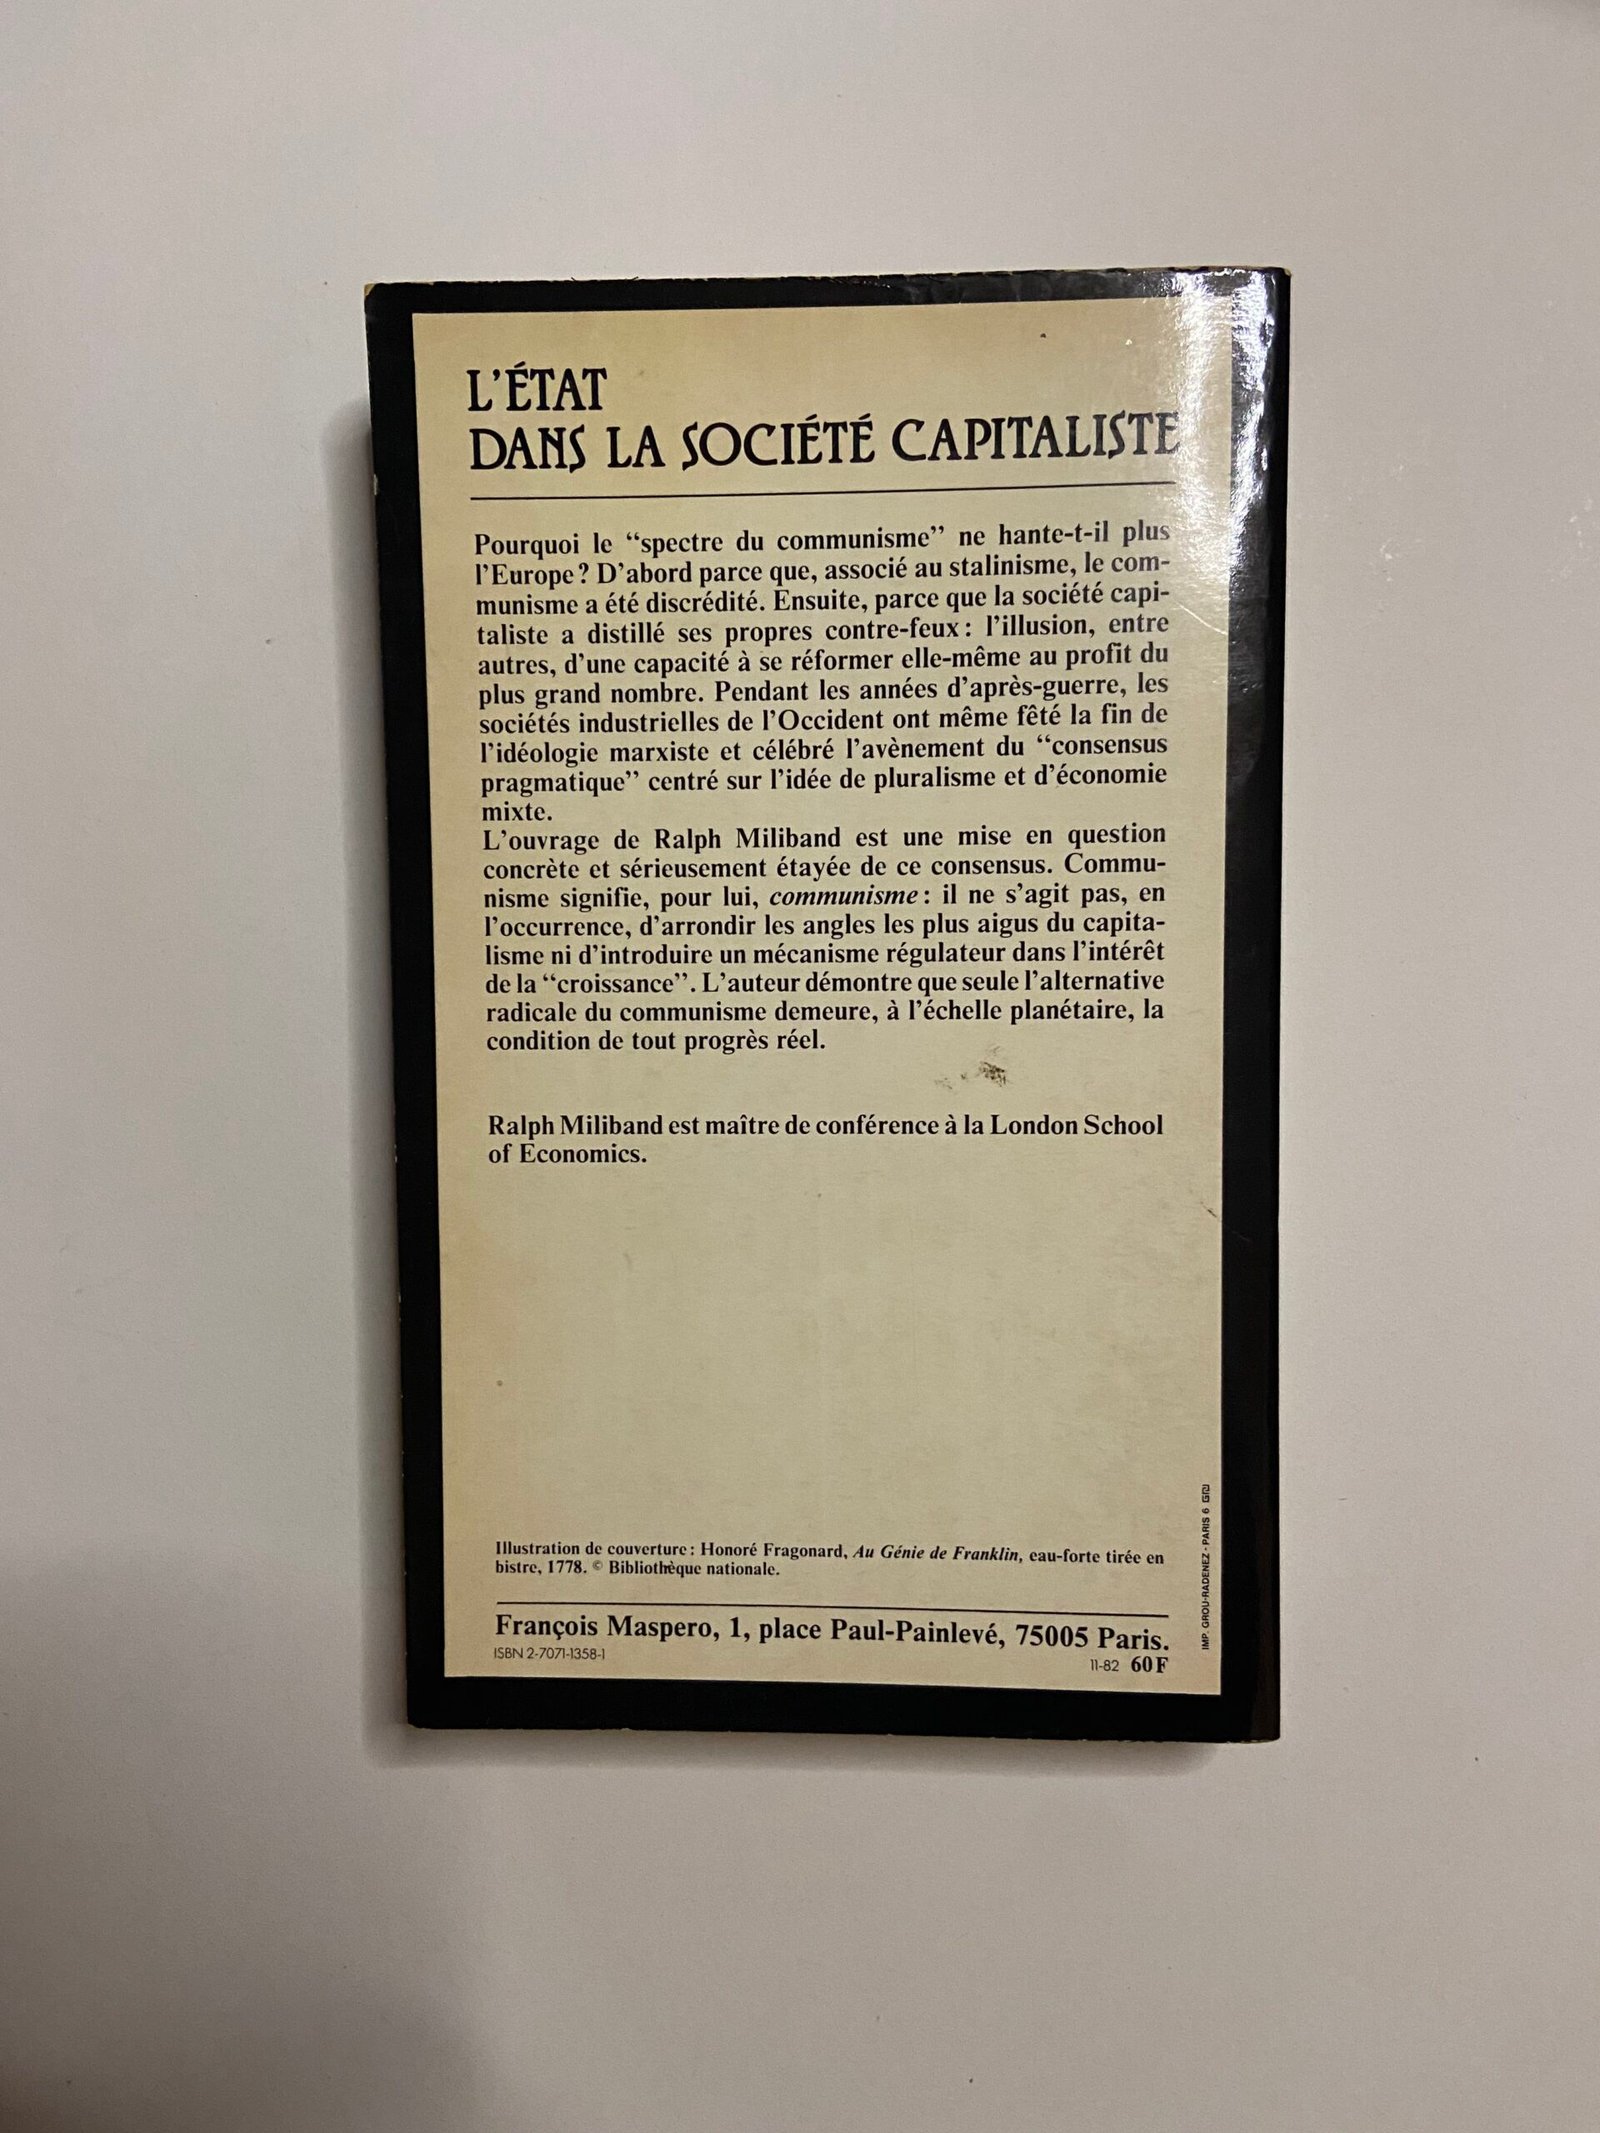 L'ÉTAT
DANS LA SOCIÉTÉ CAPITALISTE
Pourquoi le “spectre du communisme” ne hante-t-il plus
l'Europe ? D'abord parce que, associé au stalinisme, le com-
munisme a été discrédité. Ensuite, parce que la société capi-
taliste a distillé ses propres contre-feux : l'illusion, entre
autres, d'une capacité à se réformer elle-même au profit du
plus grand nombre. Pendant les années d'après-guerre, les
sociétés industrielles de l'Occident ont même fêté la fin de
l'idéologie marxiste et célébré l'avènement du “consensus
pragmatique” centré sur l'idée de pluralisme et d'économie
mixte.
L'ouvrage de Ralph Miliband est une mise en question
concrète et sérieusement étayée de ce consensus. Commu-
nisme signifie, pour lui, communisme : il ne s'agit pas, en
l'occurrence, d'arrondir les angles les plus aigus du capita-
lisme ni d'introduire un mécanisme régulateur dans l'intérêt
de la “croissance”. L'auteur démontre que seule l'alternative
radicale du communisme demeure, à l'échelle planétaire, la
condition de tout progrès réel.
Ralph Miliband est maître de conférence à la London School
of Economics.
Illustration de couverture : Honoré Fragonard, Au Génie de Franklin, eau-forte tirée en
bistre, 1778. © Bibliothèque nationale.
François Maspero, 1, place Paul-Painlevé, 75005 Paris.
ISBN 2-7071-1358-1
11-82 60 F
IMP. GROU-RADENEZ - PARIS 6